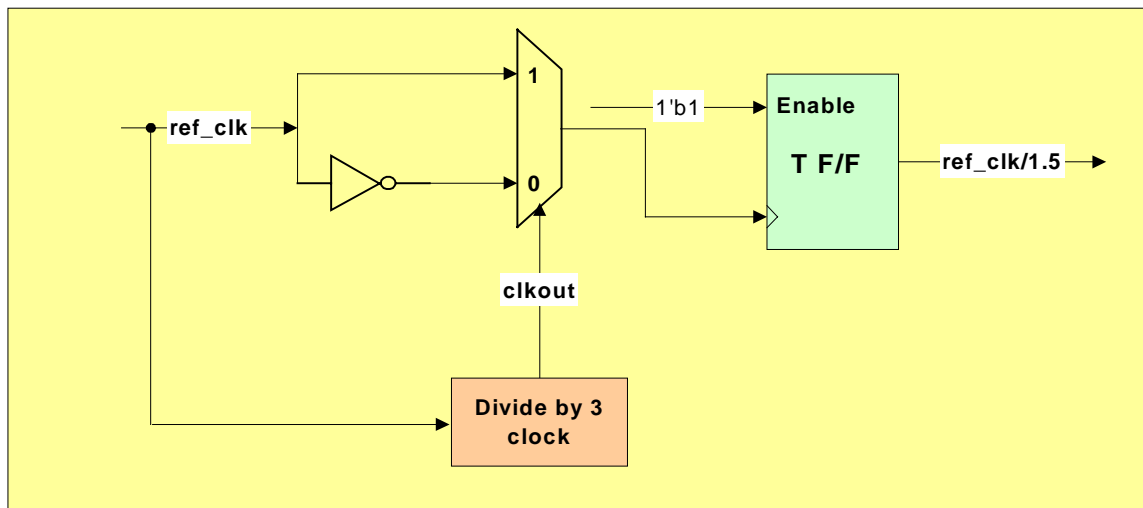 1
1'b1
Enable
ref_clk
T F/F
ref_clk/1.5
0
clkout
Divide by 3
clock